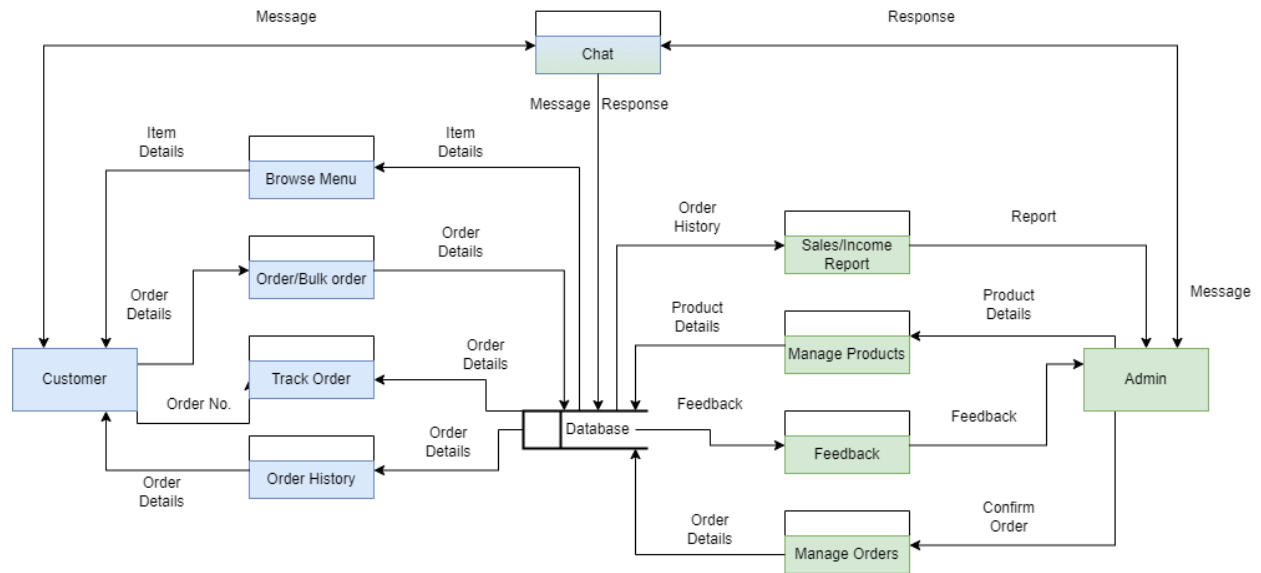 Message
Response
Chat
Message
Response
Item
Details
Item
Details
Browse Menu
Order
History
Report
Order
Details
Sales/Income
Report
Order/Bulk order
Order
Details
Product
Details
Product
Details
Message
Manage Products
Order
Details
Customer
Track Order
Admin
Order No.
Feedback
Feedback
Database
Order
Details
Feedback
Order
Details
Order History
Order
Details
Confirm
Order
Manage Orders